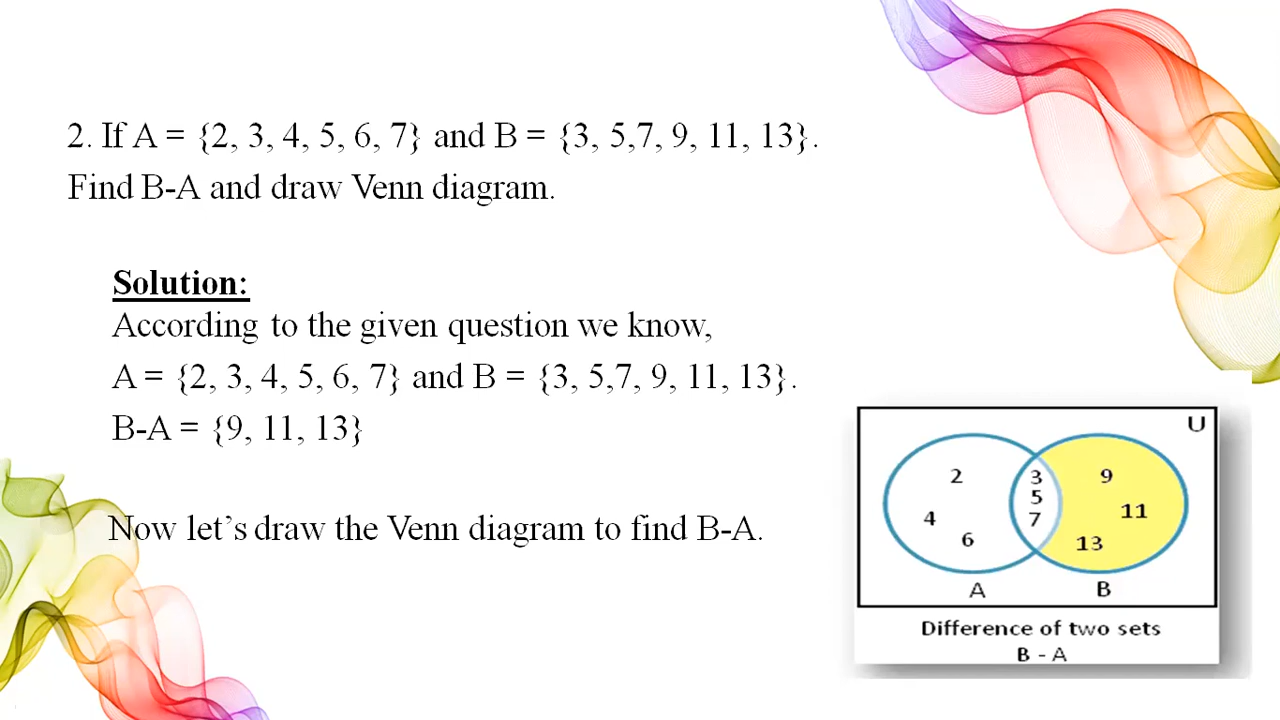 2. If A = {2, 3, 4, 5, 6, 7} and B = {3, 5,7, 9, 11, 13}.
Find B-A and draw Venn diagram.
Solution:
According to the given question we know,
A = {2, 3, 4, 5, 6, 7} and B = {3, 5,7, 9, 11, 13}.
B-A = {9, 11, 13}
Now let’s draw the Venn diagram to find B-A.
U
2
3
9
5
4
7
11
6
13
A
B
Difference of two sets
B - A